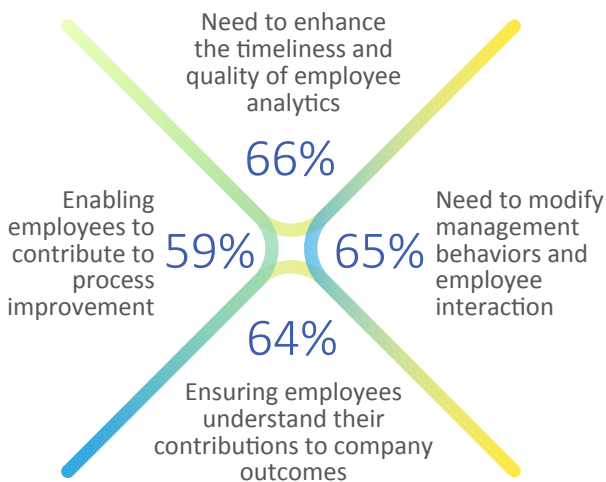 Need to enhance
the timeliness and
quality of employee
analytics
66%
Enabling
employees to
contribute to
process
improvement
59%
65%
Need to modify
management
behaviors and
employee
interaction
64%
Ensuring employees
understand their
contributions to company
outcomes